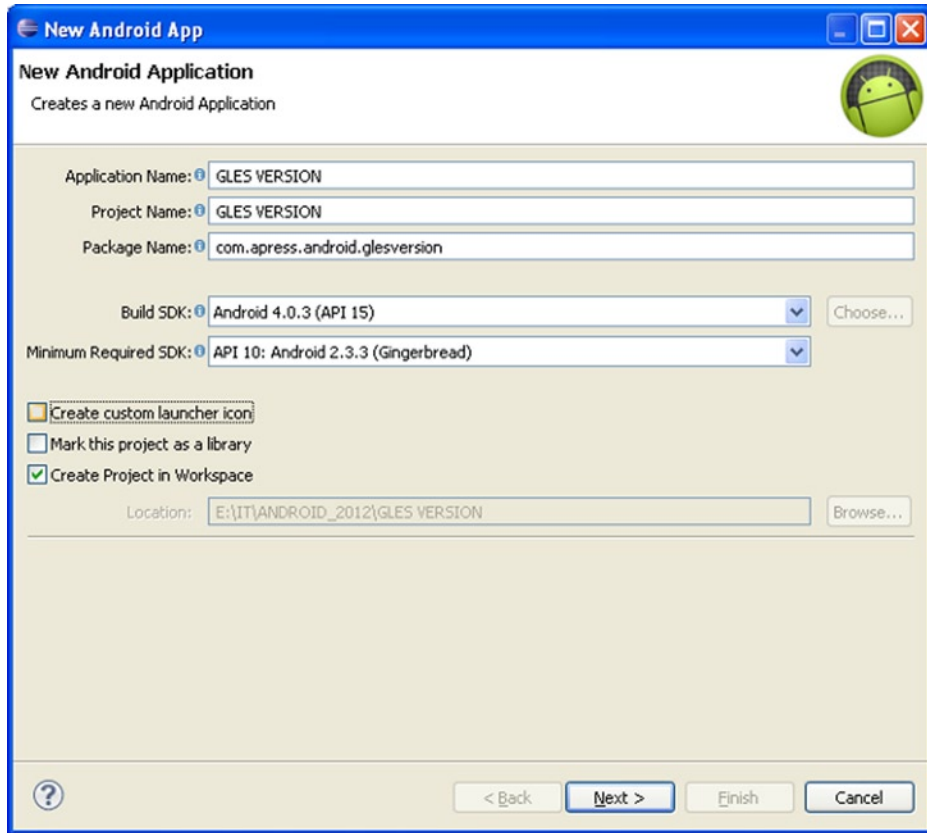 New Android App
New Android Application
Creates a new Android Application
Application Name: GLES VERSION
Project Name: GLES VERSION
Package Name: com.apress.android.glesversion
Build SDK: Android 4.0.3 (API 15) Choose...
Minimum Required SDK: API 10: Android 2.3.3 (Gingerbread)
Create custom launcher icon
Mark this project as a library
Create Project in Workspace
Location: E:\IT\ANDROID_2012\GLES VERSION Browse...
? < Back Next > Finish Cancel